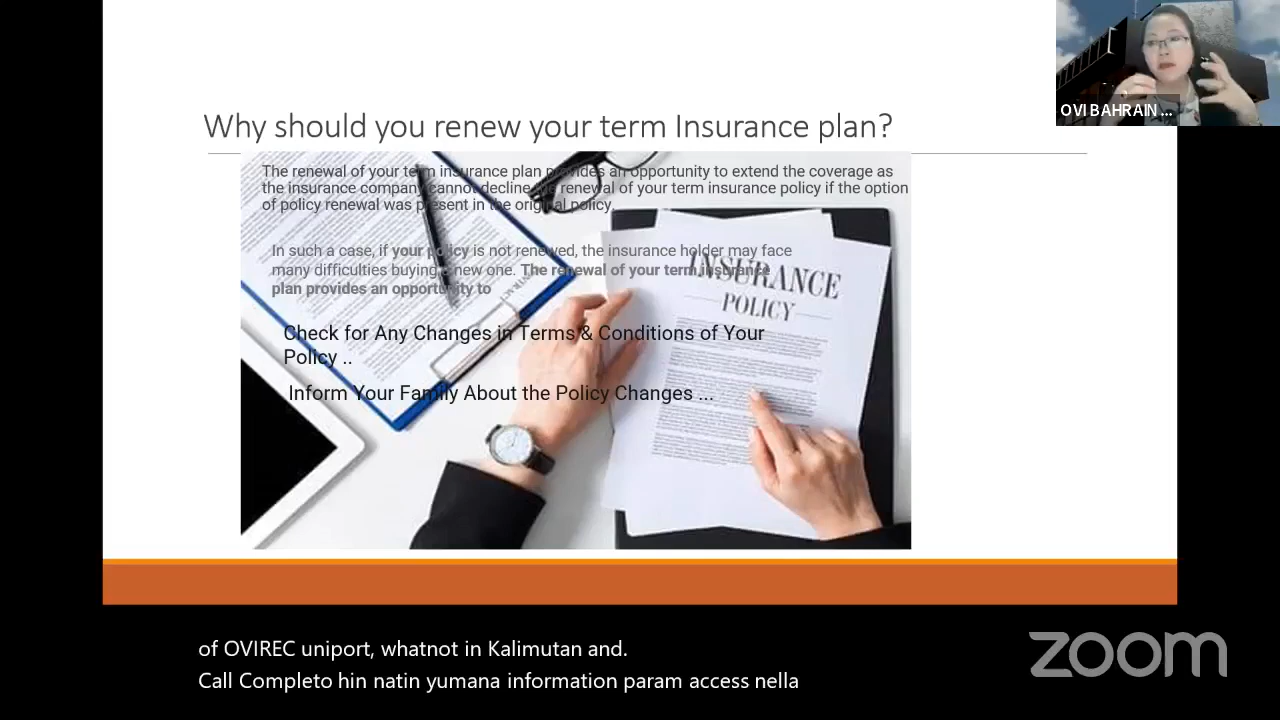 OVI BAHRAIN ...
Why should you renew your term Insurance plan?
The renewal of your term insurance plan provides an opportunity to extend the coverage as
the insurance company cannot decline the renewal of your term insurance policy if the option
of policy renewal was present in the original policy.
In such a case, if your policy is not renewed, the insurance holder may face
many difficulties buying a new one. The renewal of your term insurance
plan provides an opportunity to
INSURANCE
POLICY
Check for Any Changes in Terms & Conditions of Your
Policy ..
Inform Your Family About the Policy Changes ...
of OVIREC uniport, whatnot in Kalimutan and.
Call Completo hin natin yumana information param access nella
zoom